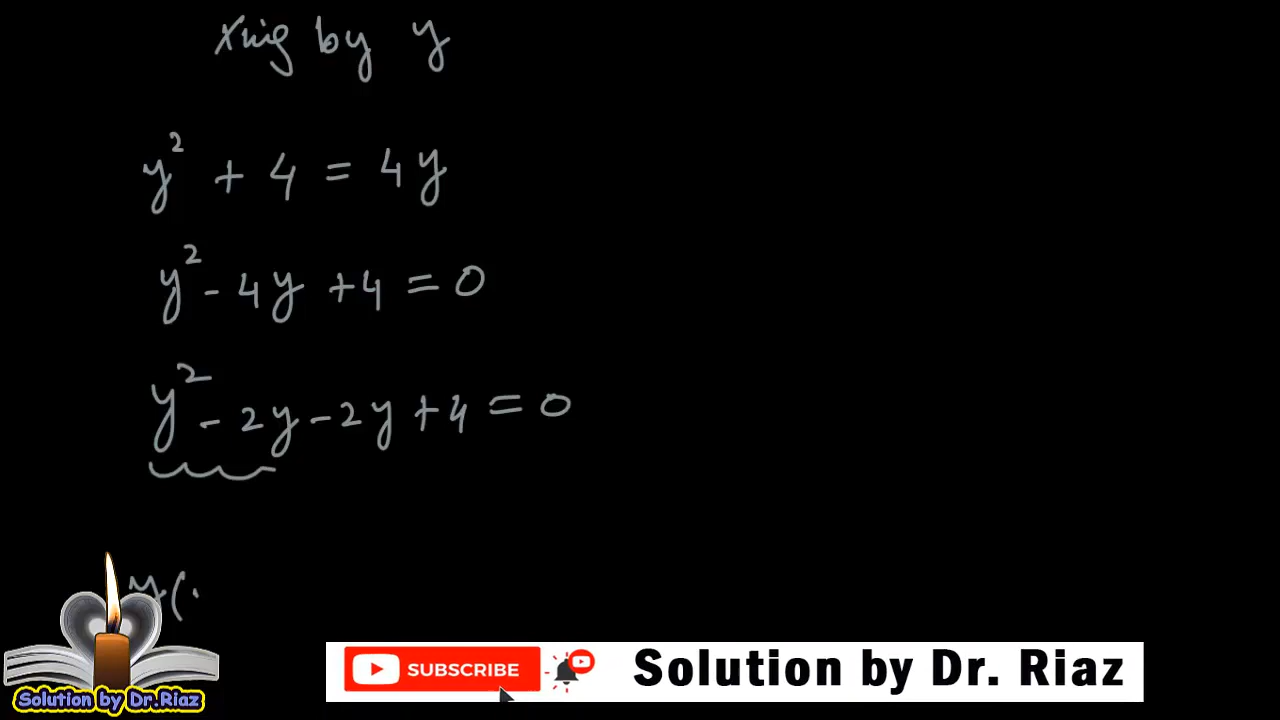 Xing by y
y² + 4 = 4y
y² - 4y + 4 = 0
y² - 2y - 2y + 4 = 0
y(
Solution by Dr.Riaz
SUBSCRIBE
Solution by Dr. Riaz